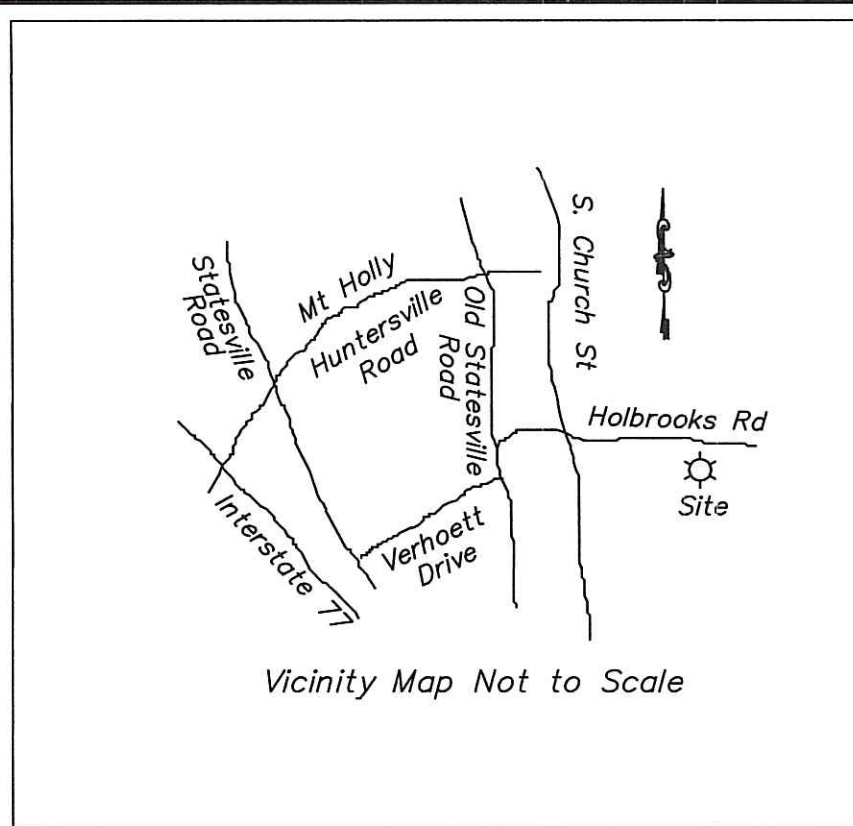 Statesville
Road
Mt Holly
Huntersville
Road
Old Statesville
Road
S. Church St
Holbrooks Rd
Site
Interstate 77
Verhoett
Drive
Vicinity Map Not to Scale